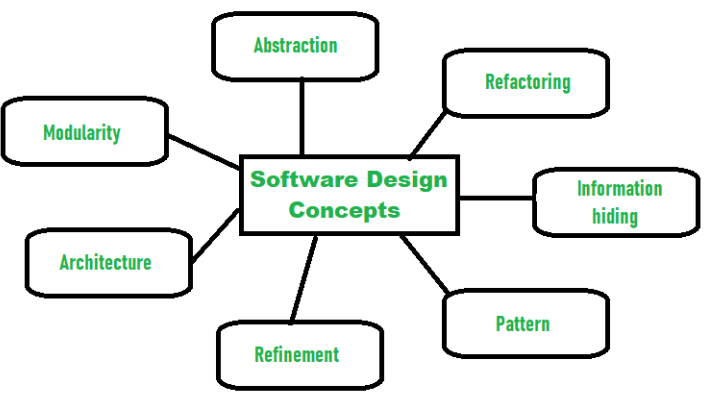 Abstraction
Refactoring
Modularity
Software Design
Concepts
Information
hiding
Architecture
Pattern
Refinement